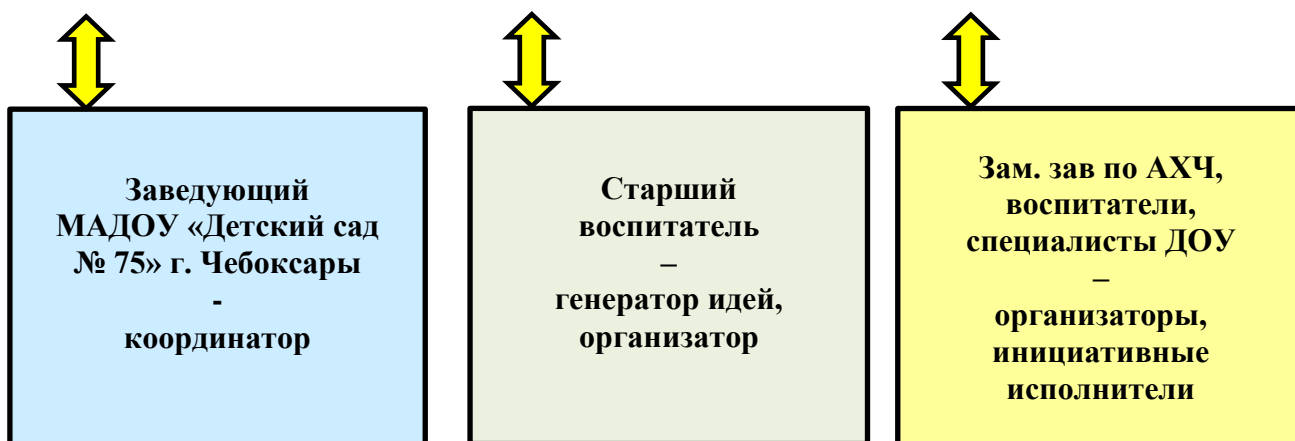 Заведующий
МАДОУ «Детский сад
№ 75» г. Чебоксары
-
координатор
Старший
воспитатель
–
генератор идей,
организатор
Зам. зав по АХЧ,
воспитатели,
специалисты ДОУ
–
организаторы,
инициативные
исполнители